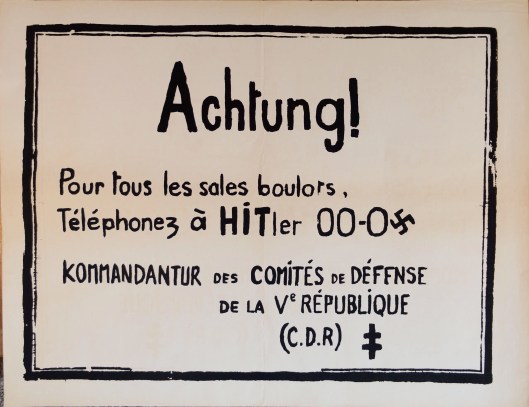 Achtung!
Pour tous les sales boulots,
Téléphonez à HITler 00-0卐
KOMMANDANTUR DES COMITÉS DE DÉFFNSE
DE LA Ve RÉPUBLIQUE
(C.D.R) ‡